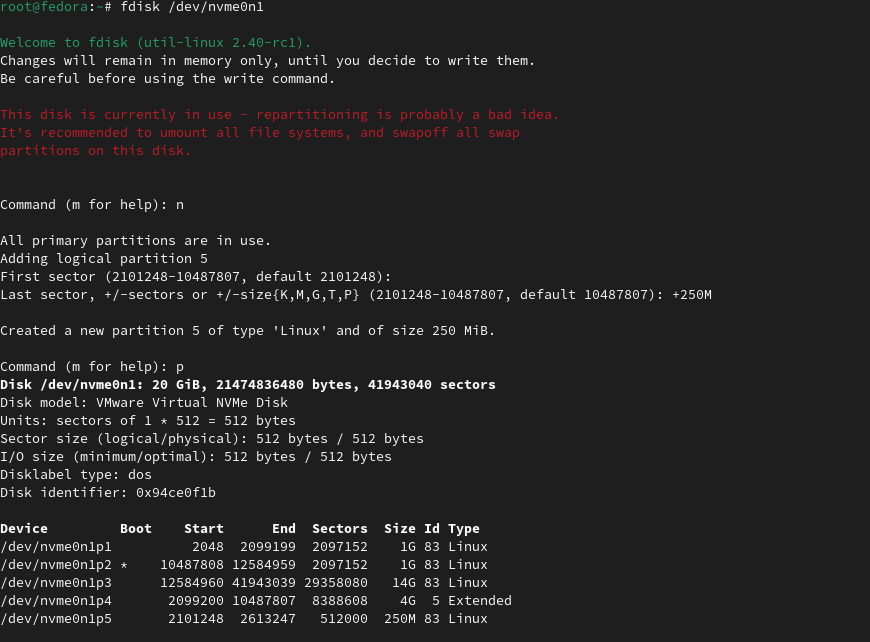 root@fedora:~# fdisk /dev/nvme0n1
Welcome to fdisk (util-linux 2.40-rc1).
Changes will remain in memory only, until you decide to write them.
Be careful before using the write command.
This disk is currently in use - repartitioning is probably a bad idea.
It's recommended to umount all file systems, and swapoff all swap
partitions on this disk.
Command (m for help): n
All primary partitions are in use.
Adding logical partition 5
First sector (2101248-10487807, default 2101248):
Last sector, +/-sectors or +/-size{K,M,G,T,P} (2101248-10487807, default 10487807): +250M
Created a new partition 5 of type 'Linux' and of size 250 MiB.
Command (m for help): p
Disk /dev/nvme0n1: 20 GiB, 21474836480 bytes, 41943040 sectors
Disk model: VMware Virtual NVMe Disk
Units: sectors of 1 * 512 = 512 bytes
Sector size (logical/physical): 512 bytes / 512 bytes
I/O size (minimum/optimal): 512 bytes / 512 bytes
Disklabel type: dos
Disk identifier: 0x94ce0f1b
Device         Boot    Start      End  Sectors  Size Id Type
/dev/nvme0n1p1          2048  2099199  2097152    1G 83 Linux
/dev/nvme0n1p2 *    10487808 12584959  2097152    1G 83 Linux
/dev/nvme0n1p3      12584960 41943039 29358080   14G 83 Linux
/dev/nvme0n1p4       2099200 10487807  8388608    4G  5 Extended
/dev/nvme0n1p5       2101248  2613247   512000  250M 83 Linux